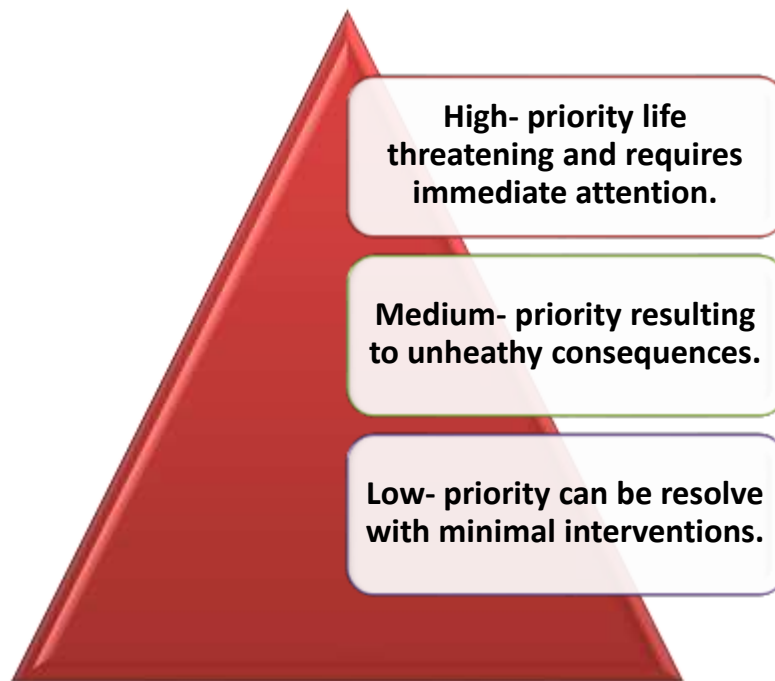 High- priority life
threatening and requires
immediate attention.
Medium- priority resulting
to unheathy consequences.
Low- priority can be resolve
with minimal interventions.